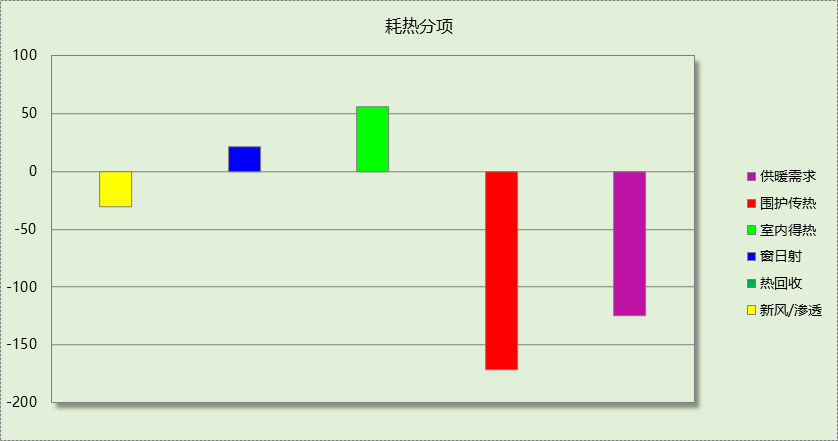 耗热分项
100
50
0
-50
-100
-150
-200
供暖需求
围护传热
室内得热
窗日射
热回收
新风/渗透